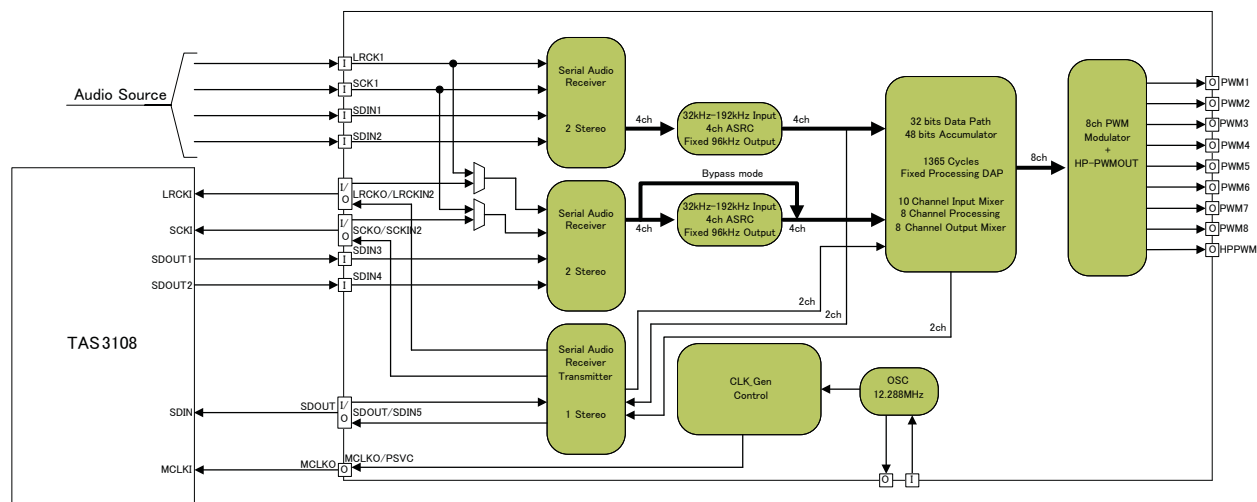 Audio Source
I
LRCK1
I
SCK1
I
SDIN1
I
SDIN2
Serial Audio
Receiver
2 Stereo
4ch
32kHz-192kHz Input
4ch ASRC
Fixed 96kHz Output
4ch
32 bits Data Path
48 bits Accumulator
1365 Cycles
Fixed Processing DAP
10 Channel Input Mixer
8 Channel Processing
8 Channel Output Mixer
8ch
8ch PWM
Modulator
+
HP-PWMOUT
O PWM1
O PWM2
O PWM3
O PWM4
O PWM5
O PWM6
O PWM7
O PWM8
O HPPWM
LRCKI
I/
O
LRCKO/LRCKIN2
SCKI
I/
O
SCKO/SCKIN2
SDOUT1
I
SDIN3
SDOUT2
I
SDIN4
Serial Audio
Receiver
2 Stereo
4ch
Bypass mode
32kHz-192kHz Input
4ch ASRC
Fixed 96kHz Output
4ch
2ch
2ch
2ch
TAS3108
Serial Audio
Receiver
Transmitter
1 Stereo
CLK_Gen
Control
OSC
12.288MHz
SDIN
SDOUT
I/
O
SDOUT/SDIN5
MCLKI
MCLKO
O
MCLKO/PSVC
O
I